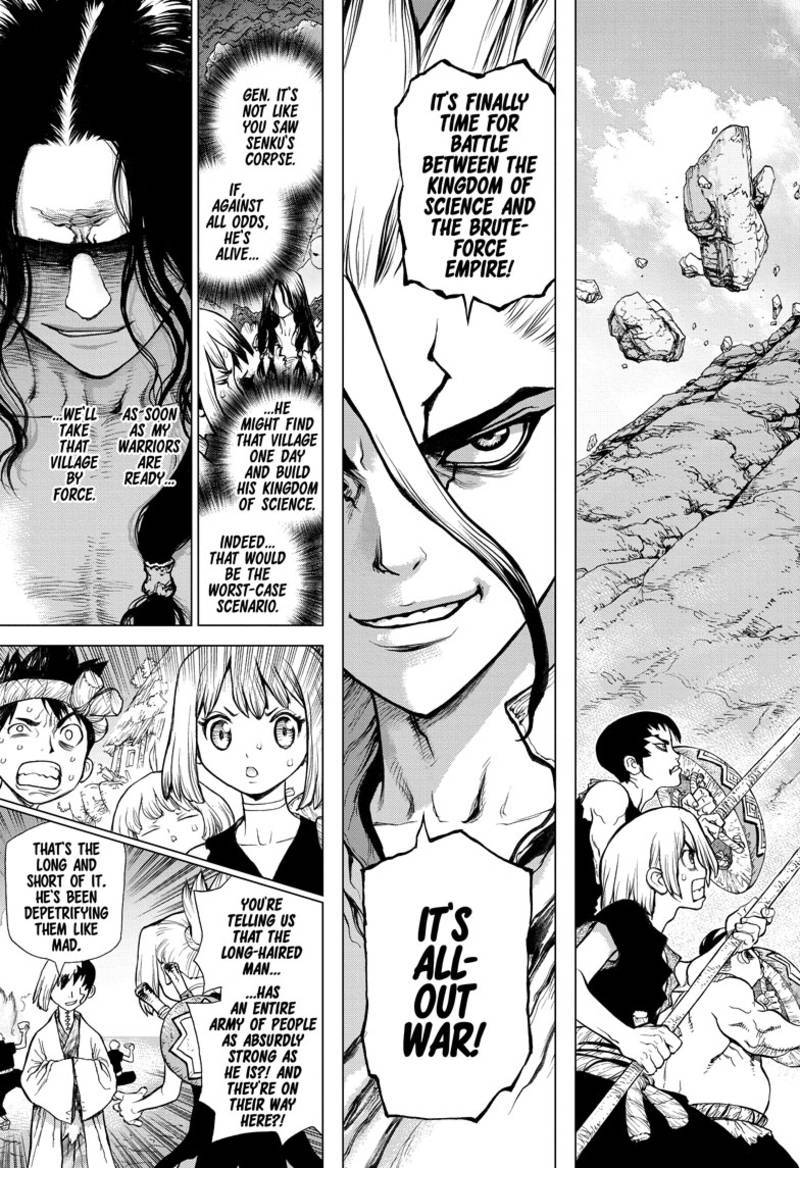 IT'S FINALLY
TIME FOR
BATTLE
BETWEEN THE
KINGDOM OF
SCIENCE AND
THE BRUTE-
FORCE
EMPIRE!
IT'S
ALL-
OUT
WAR!
GEN. IT'S
NOT LIKE
YOU SAW
SENKU'S
CORPSE.
IF,
AGAINST
ALL ODDS,
HE'S
ALIVE...
...HE
MIGHT FIND
THAT VILLAGE
ONE DAY
AND BUILD
HIS KINGDOM
OF SCIENCE.
INDEED...
THAT WOULD
BE THE
WORST-CASE
SCENARIO.
AS-SOON
AS MY
WARRIORS
ARE
READY...
...WE'LL
TAKE
THAT
VILLAGE
BY
FORCE.
YOU'RE
TELLING US
THAT THE
LONG-HAIRED
MAN...
...HAS
AN ENTIRE
ARMY OF PEOPLE
AS ABSURDLY
STRONG AS
HE IS?! AND
THEY'RE ON
THEIR WAY
HERE?!
THAT'S THE
LONG AND
SHORT OF IT.
HE'S BEEN
DEPETRIFYING
THEM LIKE
MAD.